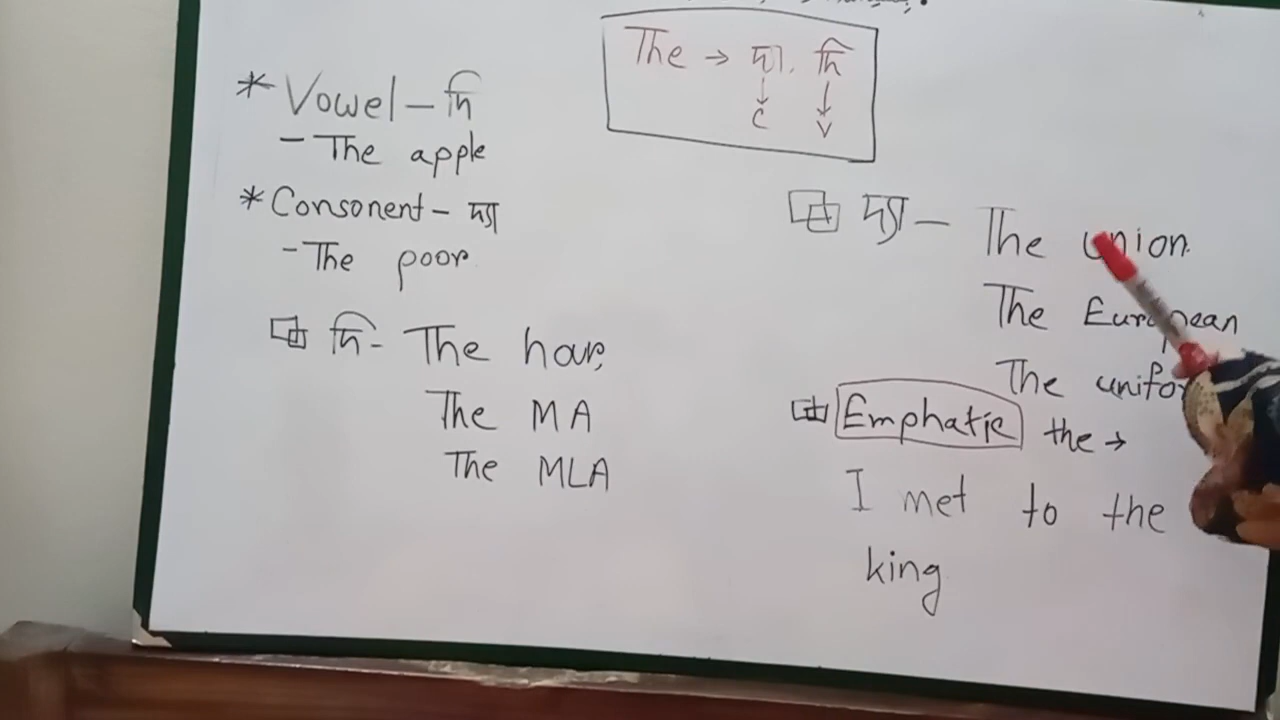 The → দ্যা. দি
C V
* Vowel – দি
– The apple
* Consonent – দ্যা
– The poor
দি – The hour,
The MA
The MLA
দ্যা – The union.
The European
The unifo
Emphatic the →
I met to the
king